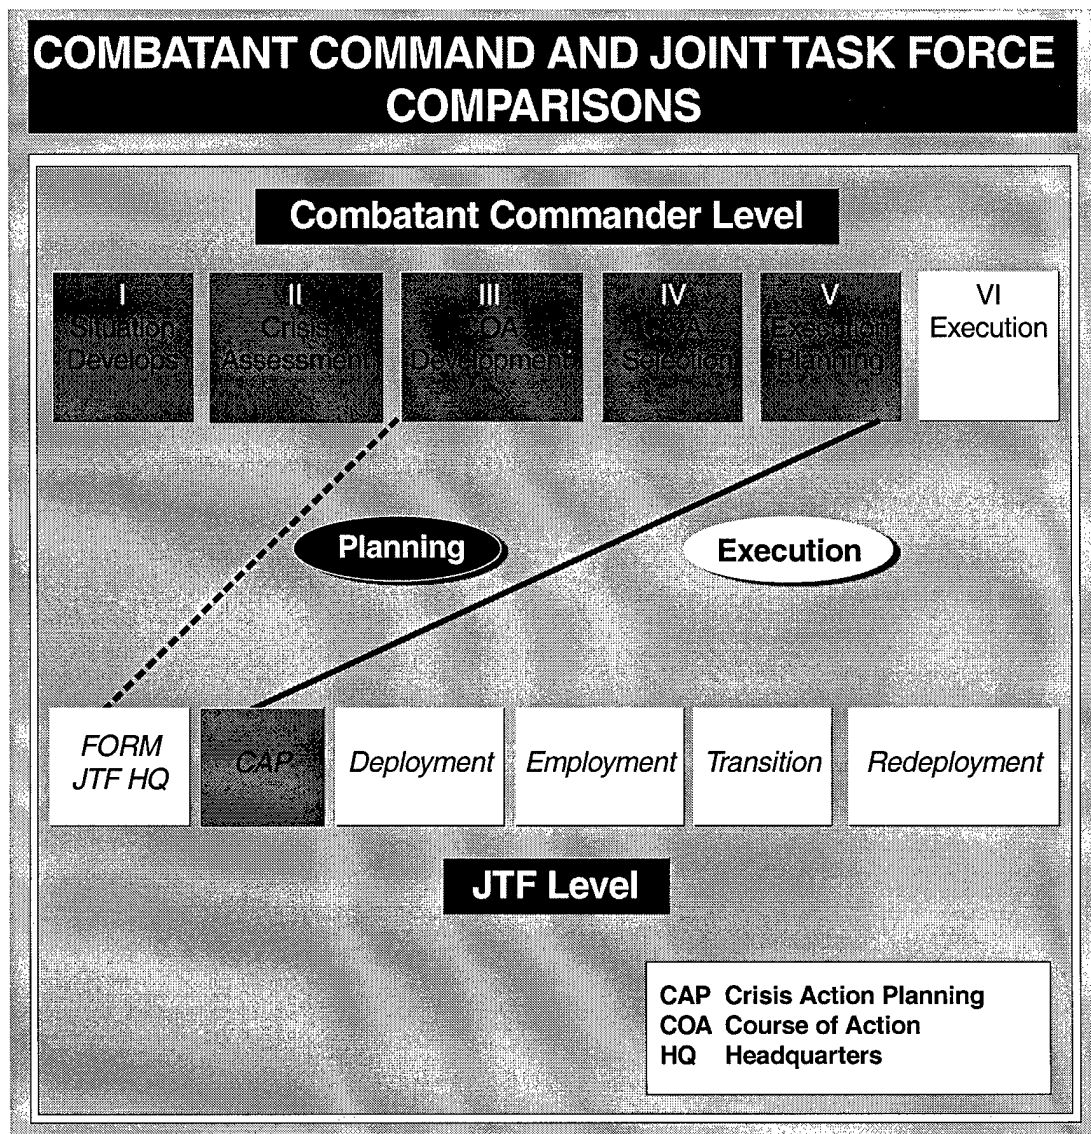 COMBATANT COMMAND AND JOINT TASK FORCE
COMPARISONS
Combatant Commander Level
I
Situation
Develops
II
Crisis
Assessment
III
COA
Development
IV
COA
Selection
V
Execution
Planning
VI
Execution
Planning
Execution
FORM
JTF HQ
CAP
Deployment
Employment
Transition
Redeployment
JTF Level
CAP Crisis Action Planning
COA Course of Action
HQ Headquarters